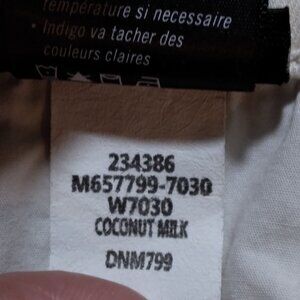 température si necessaire
• Indigo va tacher des
couleurs claires
234386
M657799-7030
W7030
COCONUT MILK
DNM799